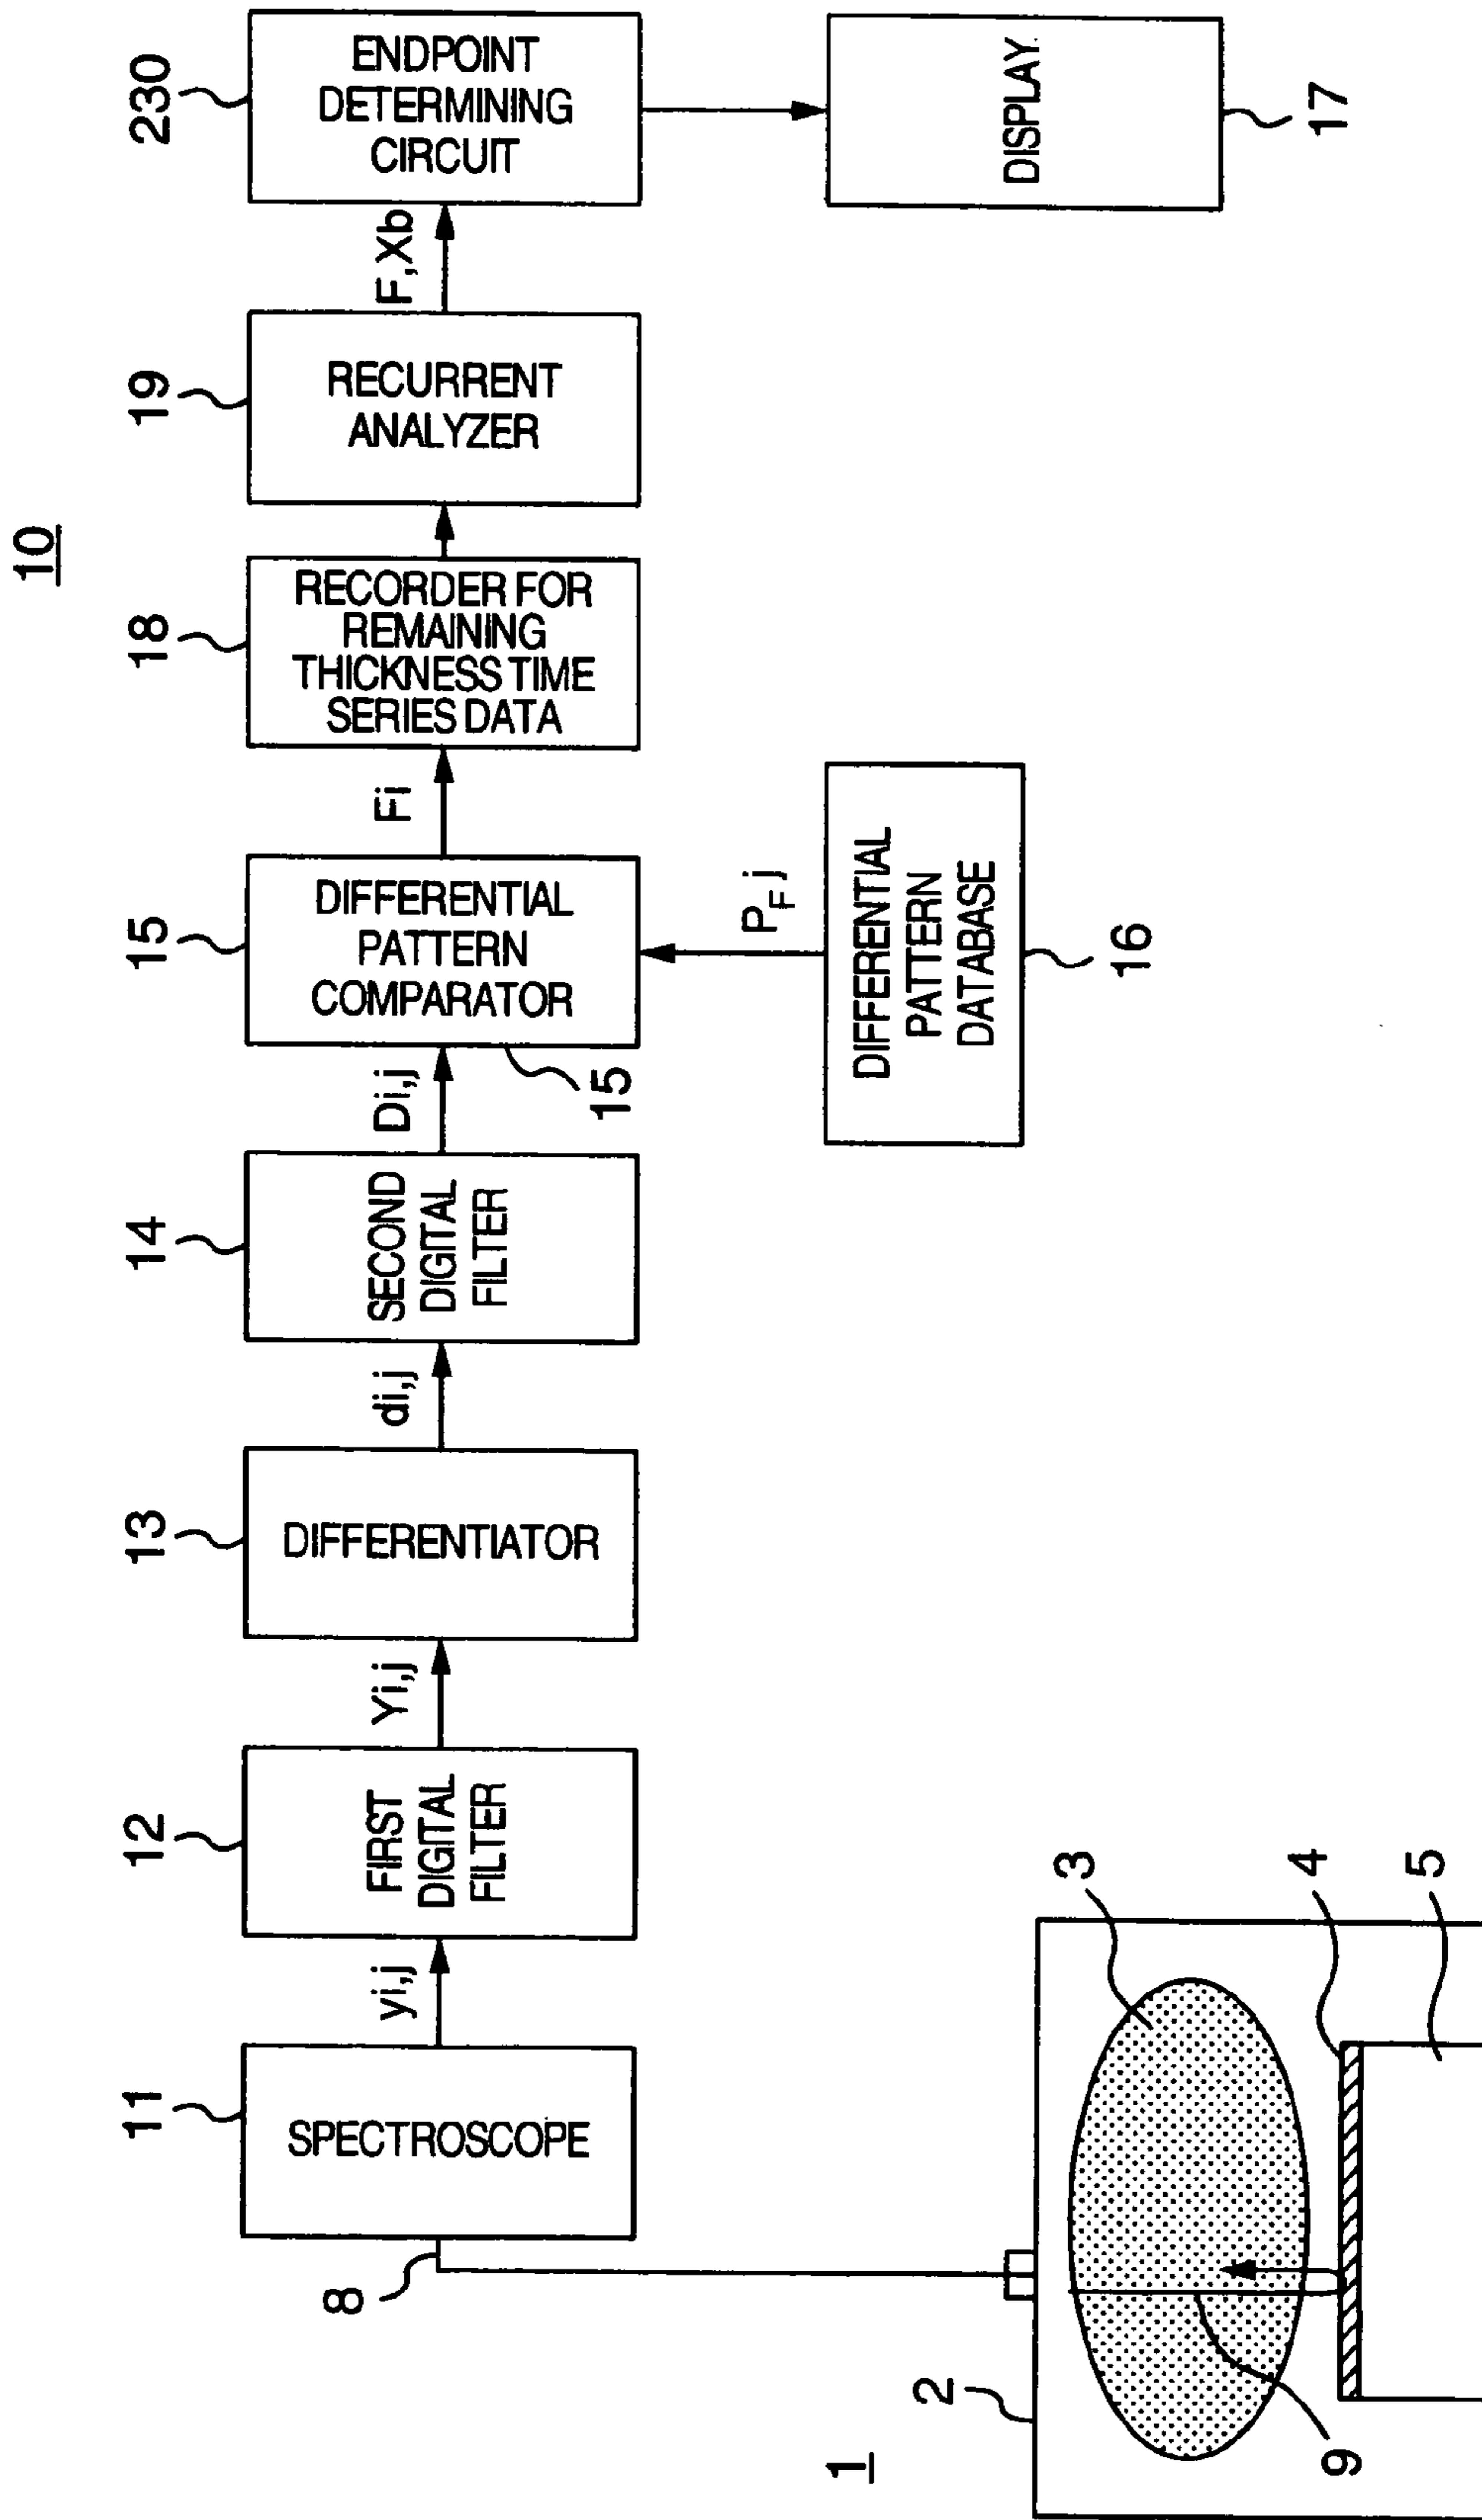 10
11
SPECTROSCOPE
8
yi,j
12
FIRST
DIGITAL
FILTER
Yi,j
13
DIFFERENTIATOR
di,j
14
SECOND
DIGITAL
FILTER
Di,j
15
DIFFERENTIAL
PATTERN
COMPARATOR
15
Fi
18
RECORDER FOR
REMAINING
THICKNESS TIME
SERIES DATA
19
RECURRENT
ANALYZER
F,Xb
230
ENDPOINT
DETERMINING
CIRCUIT
PFj
DIFFERENTIAL
PATTERN
DATABASE
16
DISPLAY.
17
1
2
3
4
5
9